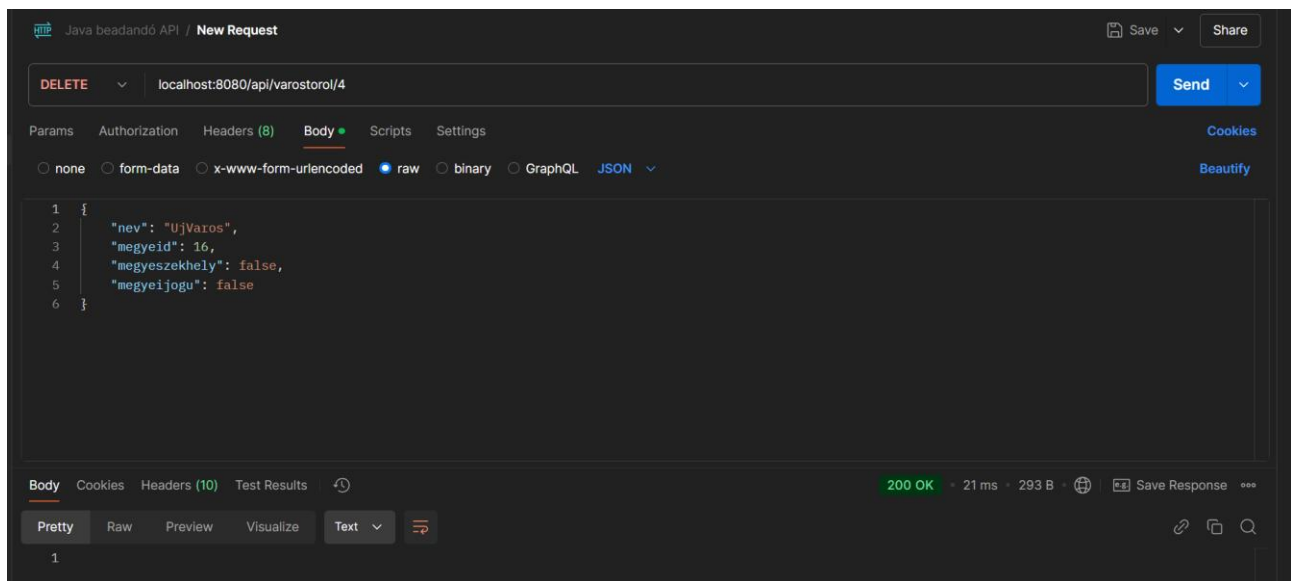 HTTP Java beadandó API / New Request Save Share
DELETE localhost:8080/api/varostorol/4 Send
Params Authorization Headers (8) Body Scripts Settings Cookies
none form-data x-www-form-urlencoded raw binary GraphQL JSON Beautify
1 {
2 "nev": "UjVaros",
3 "megyeid": 16,
4 "megyeszekhely": false,
5 "megyeijogu": false
6 }
Body Cookies Headers (10) Test Results 200 OK 21 ms 293 B e.g. Save Response
Pretty Raw Preview Visualize Text
1